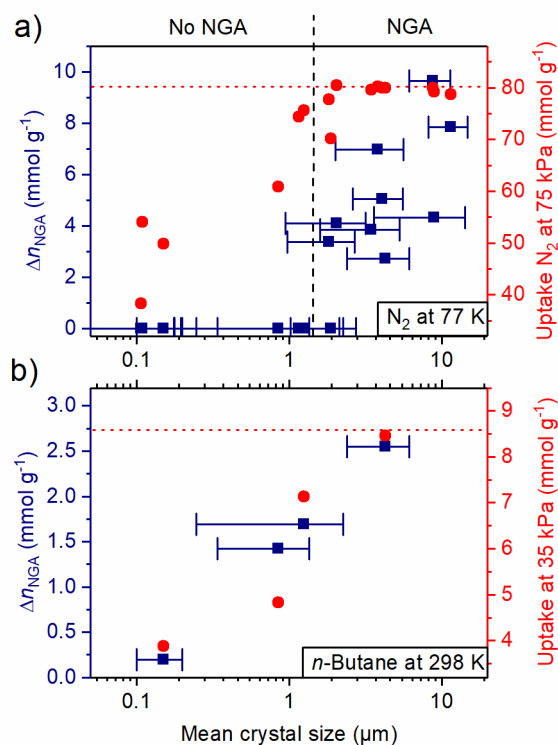 a)
No NGA
NGA
10
8
6
4
2
0
ΔnNGA (mmol g⁻¹)
80
70
60
50
40
Uptake N₂ at 75 kPa (mmol g⁻¹)
N₂ at 77 K
0.1
1
10
b)
3.0
2.5
2.0
1.5
1.0
0.5
0.0
ΔnNGA (mmol g⁻¹)
9
8
7
6
5
4
Uptake at 35 kPa (mmol g⁻¹)
n-Butane at 298 K
0.1
1
10
Mean crystal size (µm)